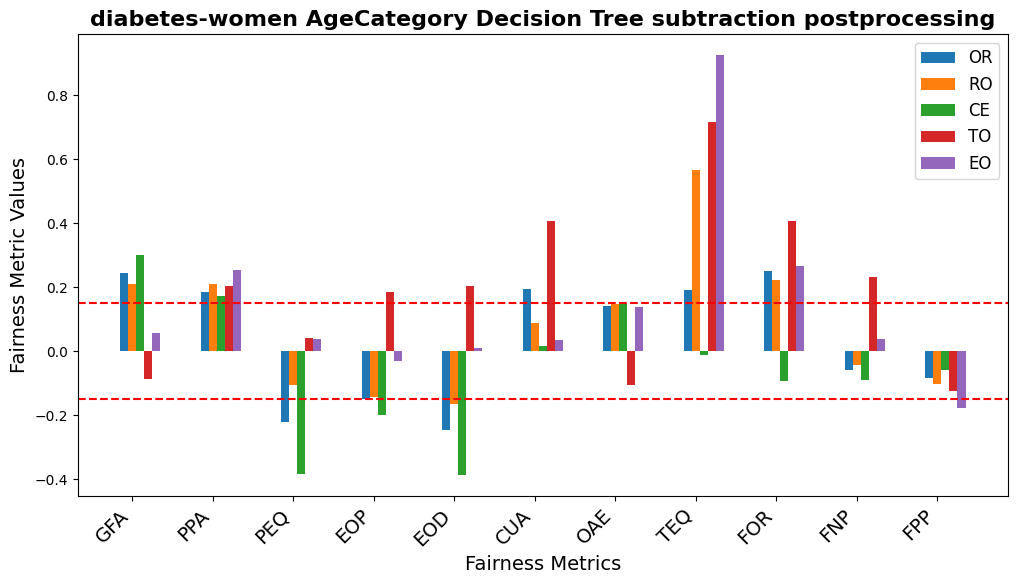 diabetes-women AgeCategory Decision Tree subtraction postprocessing
OR
RO
CE
TO
EO
Fairness Metric Values
0.8
0.6
0.4
0.2
0.0
−0.2
−0.4
GFA PPA PEQ EOP EOD CUA OAE TEQ FOR FNP FPP
Fairness Metrics